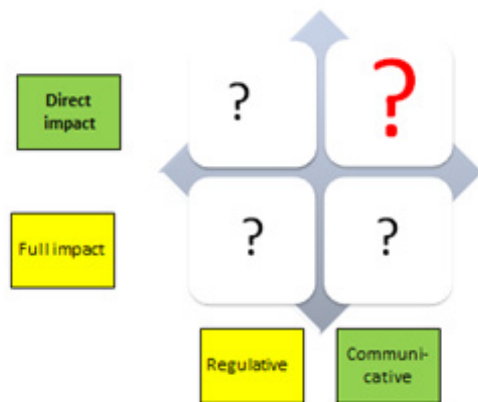 Direct
impact
?
?
Full impact
?
?
Regulative
Communi-
cative